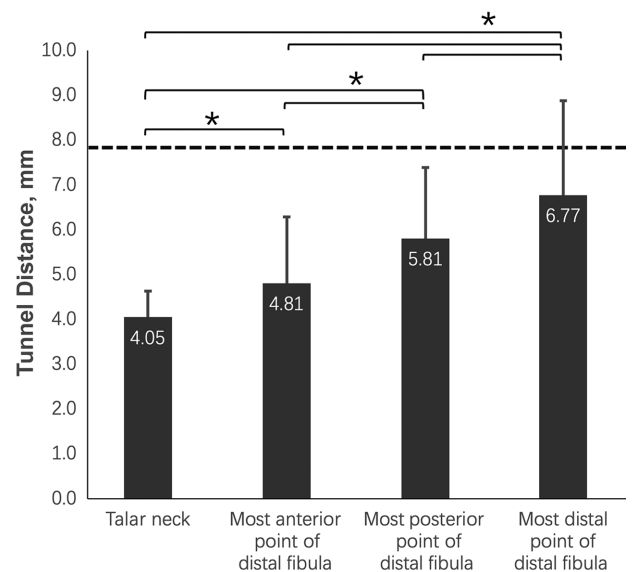 *
10.0
9.0
*
*
8.0
7.0
6.0
5.0
4.0
3.0
2.0
1.0
0.0
Tunnel Distance, mm
4.05
4.81
5.81
6.77
Talar neck
Most anterior
point of
distal fibula
Most posterior
point of
distal fibula
Most distal
point of
distal fibula